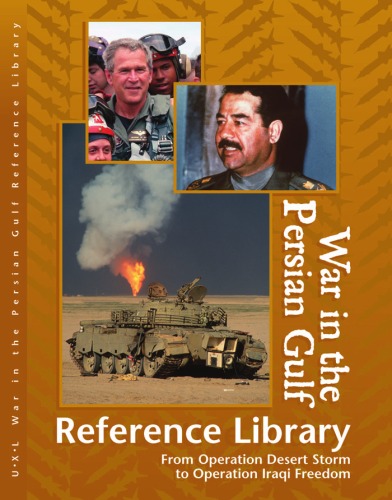 U·X·L War in the Persian Gulf Reference Library
War in the
Persian Gulf
Reference Library
From Operation Desert Storm
to Operation Iraqi Freedom